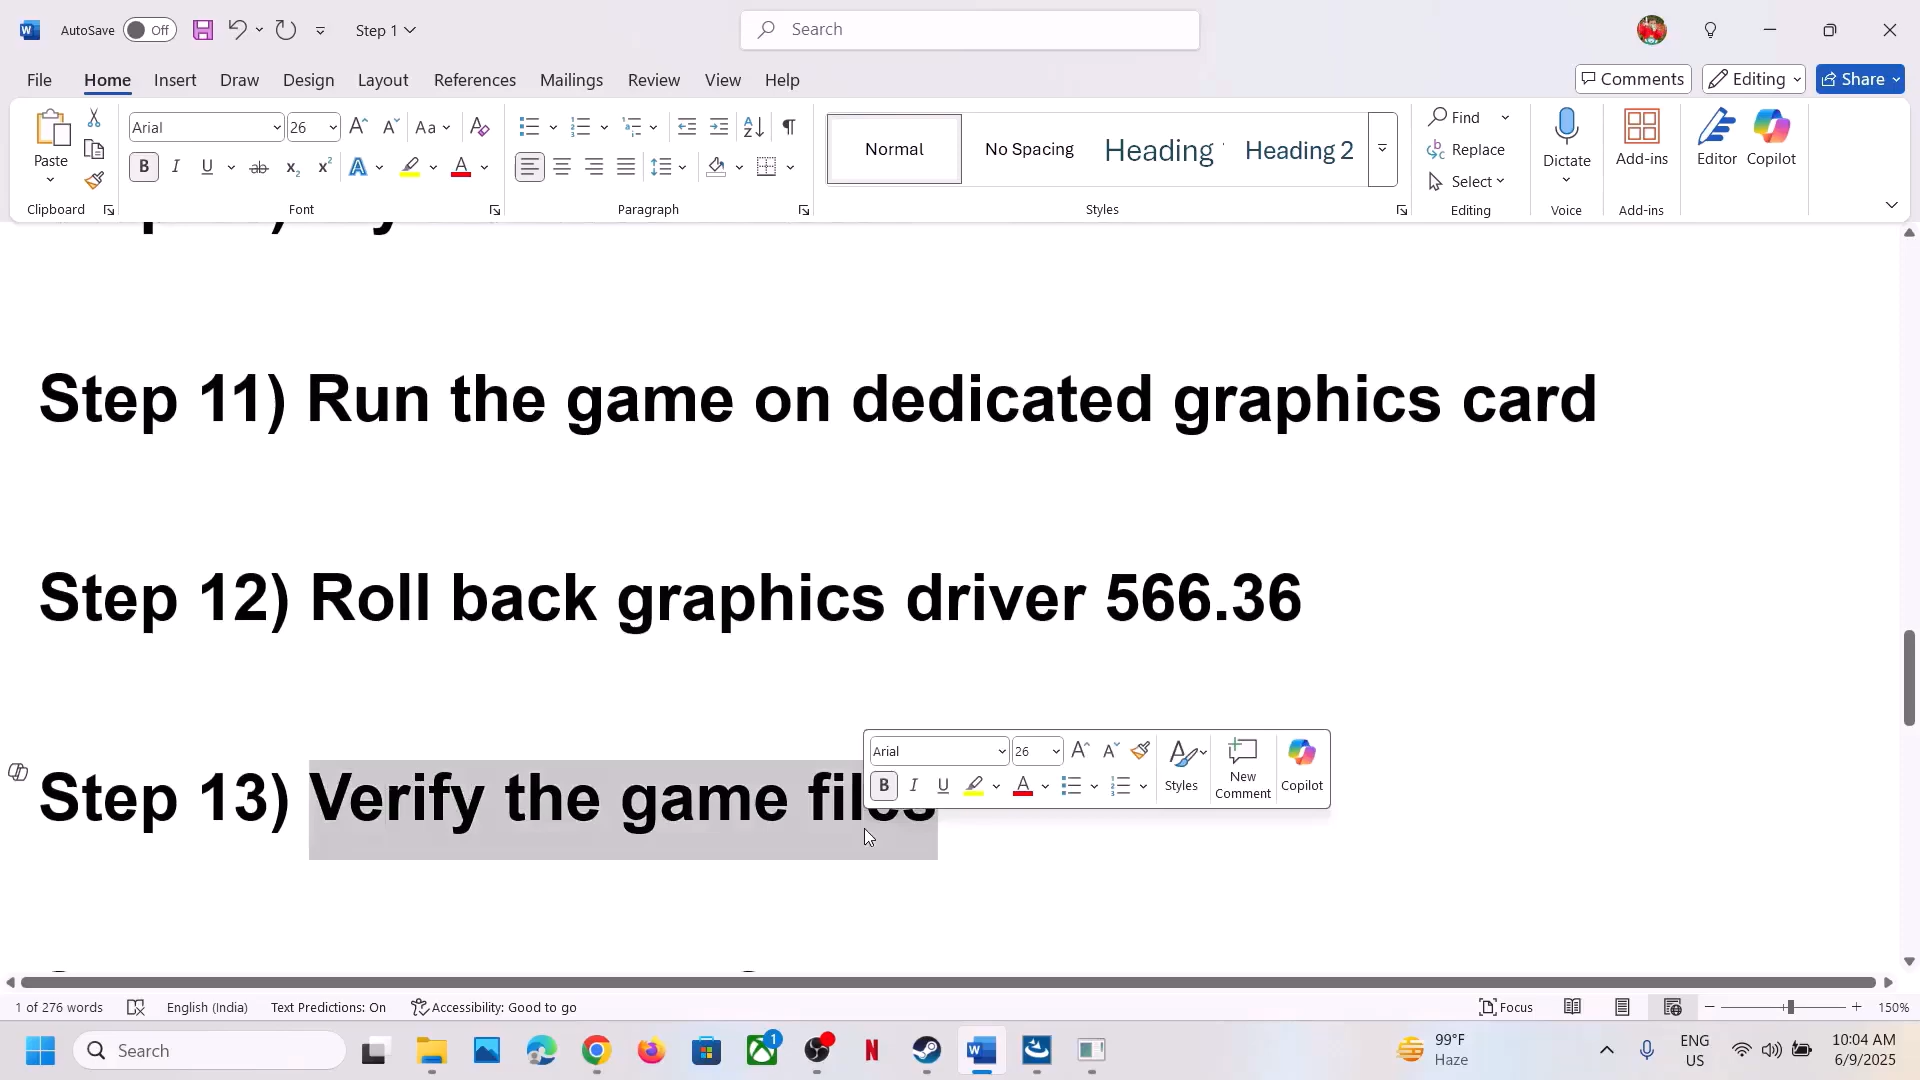 AutoSave Off Step 1 Search
File Home Insert Draw Design Layout References Mailings Review View Help Comments Editing Share
Paste Arial 26 Aa Normal No Spacing Heading Heading 2 Find Replace Select Dictate Add-ins Editor Copilot
Clipboard Font Paragraph Styles Editing Voice Add-ins
Step 11) Run the game on dedicated graphics card
Step 12) Roll back graphics driver 566.36
Arial 26 Styles New Comment Copilot
Step 13) Verify the game files
1 of 276 words English (India) Text Predictions: On Accessibility: Good to go Focus 150%
Search 99°F Haze ENG US 10:04 AM 6/9/2025